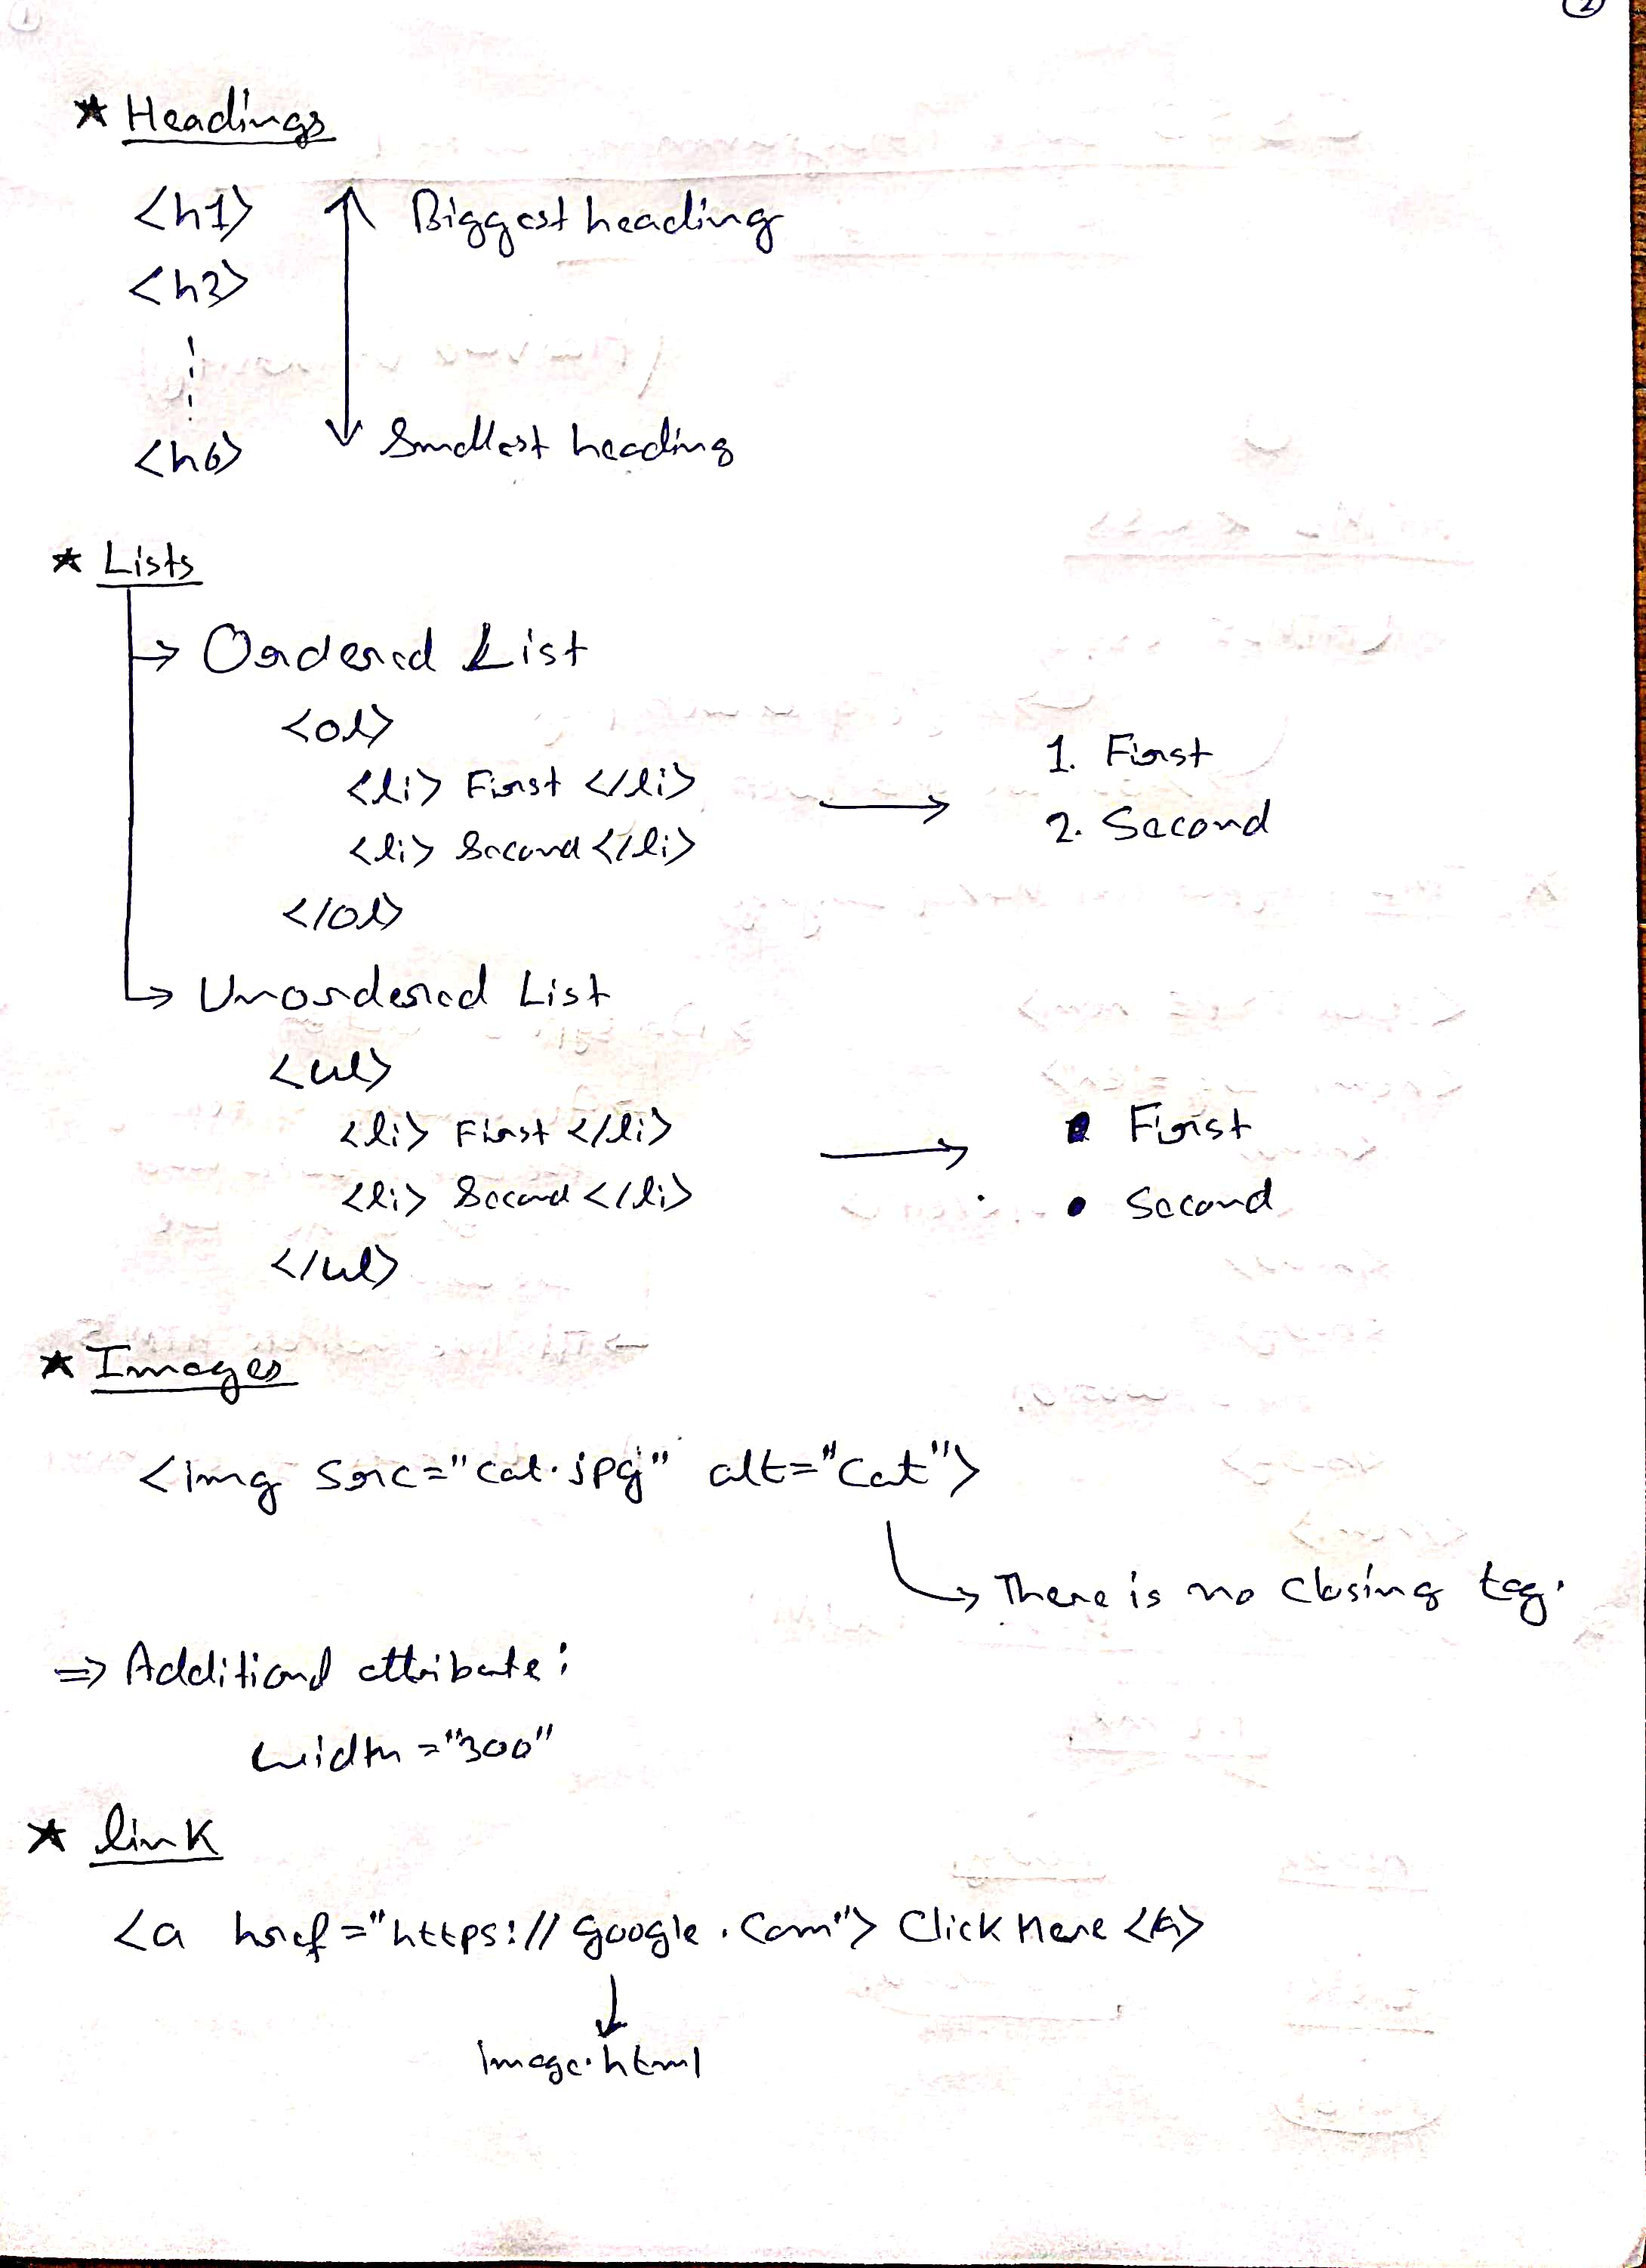 2
★ Headings
<h1> Biggest heading
<h2>
<h6> Smallest heading
★ Lists
→ Ordered List
<ol>
<li> First </li>
<li> Second </li>
</ol>
→ 1. First
2. Second
→ Unordered List
<ul>
<li> First </li>
<li> Second </li>
</ul>
→ • First
• Second
★ Images
<img src="cat.jpg" alt="cat">
→ There is no closing tag.
⇒ Additional attribute:
width="300"
★ link
<a href="https://google.com"> Click Here </a>
↓
Image.html